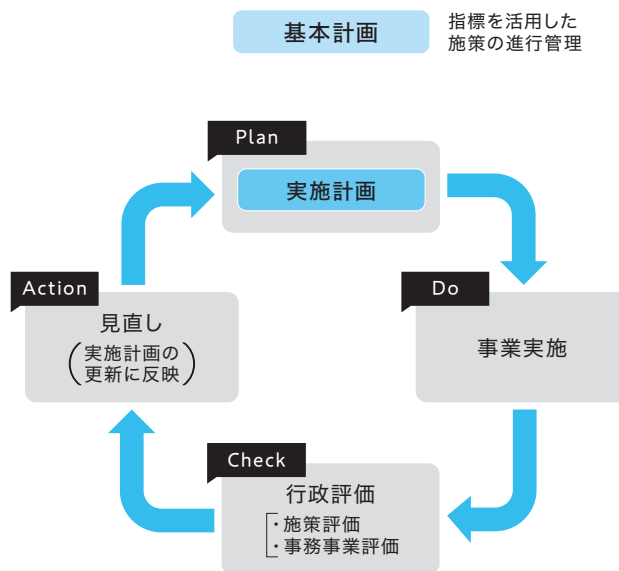 基本計画
指標を活用した
施策の進行管理
Plan
実施計画
Action
見直し
(実施計画の
更新に反映)
Do
事業実施
Check
行政評価
・施策評価
・事務事業評価